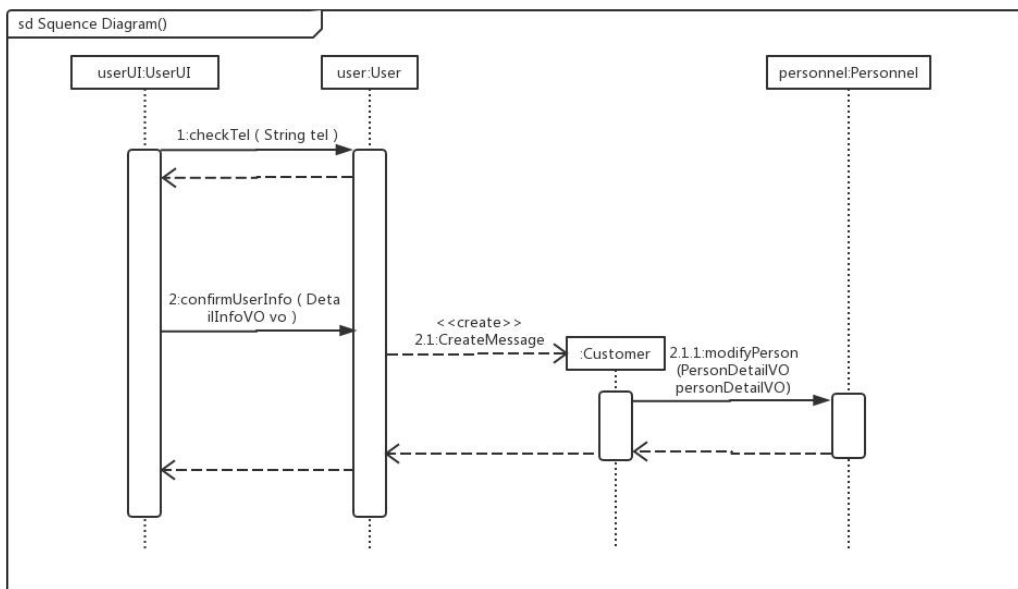 sd Squence Diagram()
userUI:UserUI
user:User
personnel:Personnel
1:checkTel ( String tel )
2:confirmUserInfo ( Deta
ilInfoVO vo )
<<create>>
2.1:CreateMessage
:Customer
2.1.1:modifyPerson
(PersonDetailVO
personDetailVO)